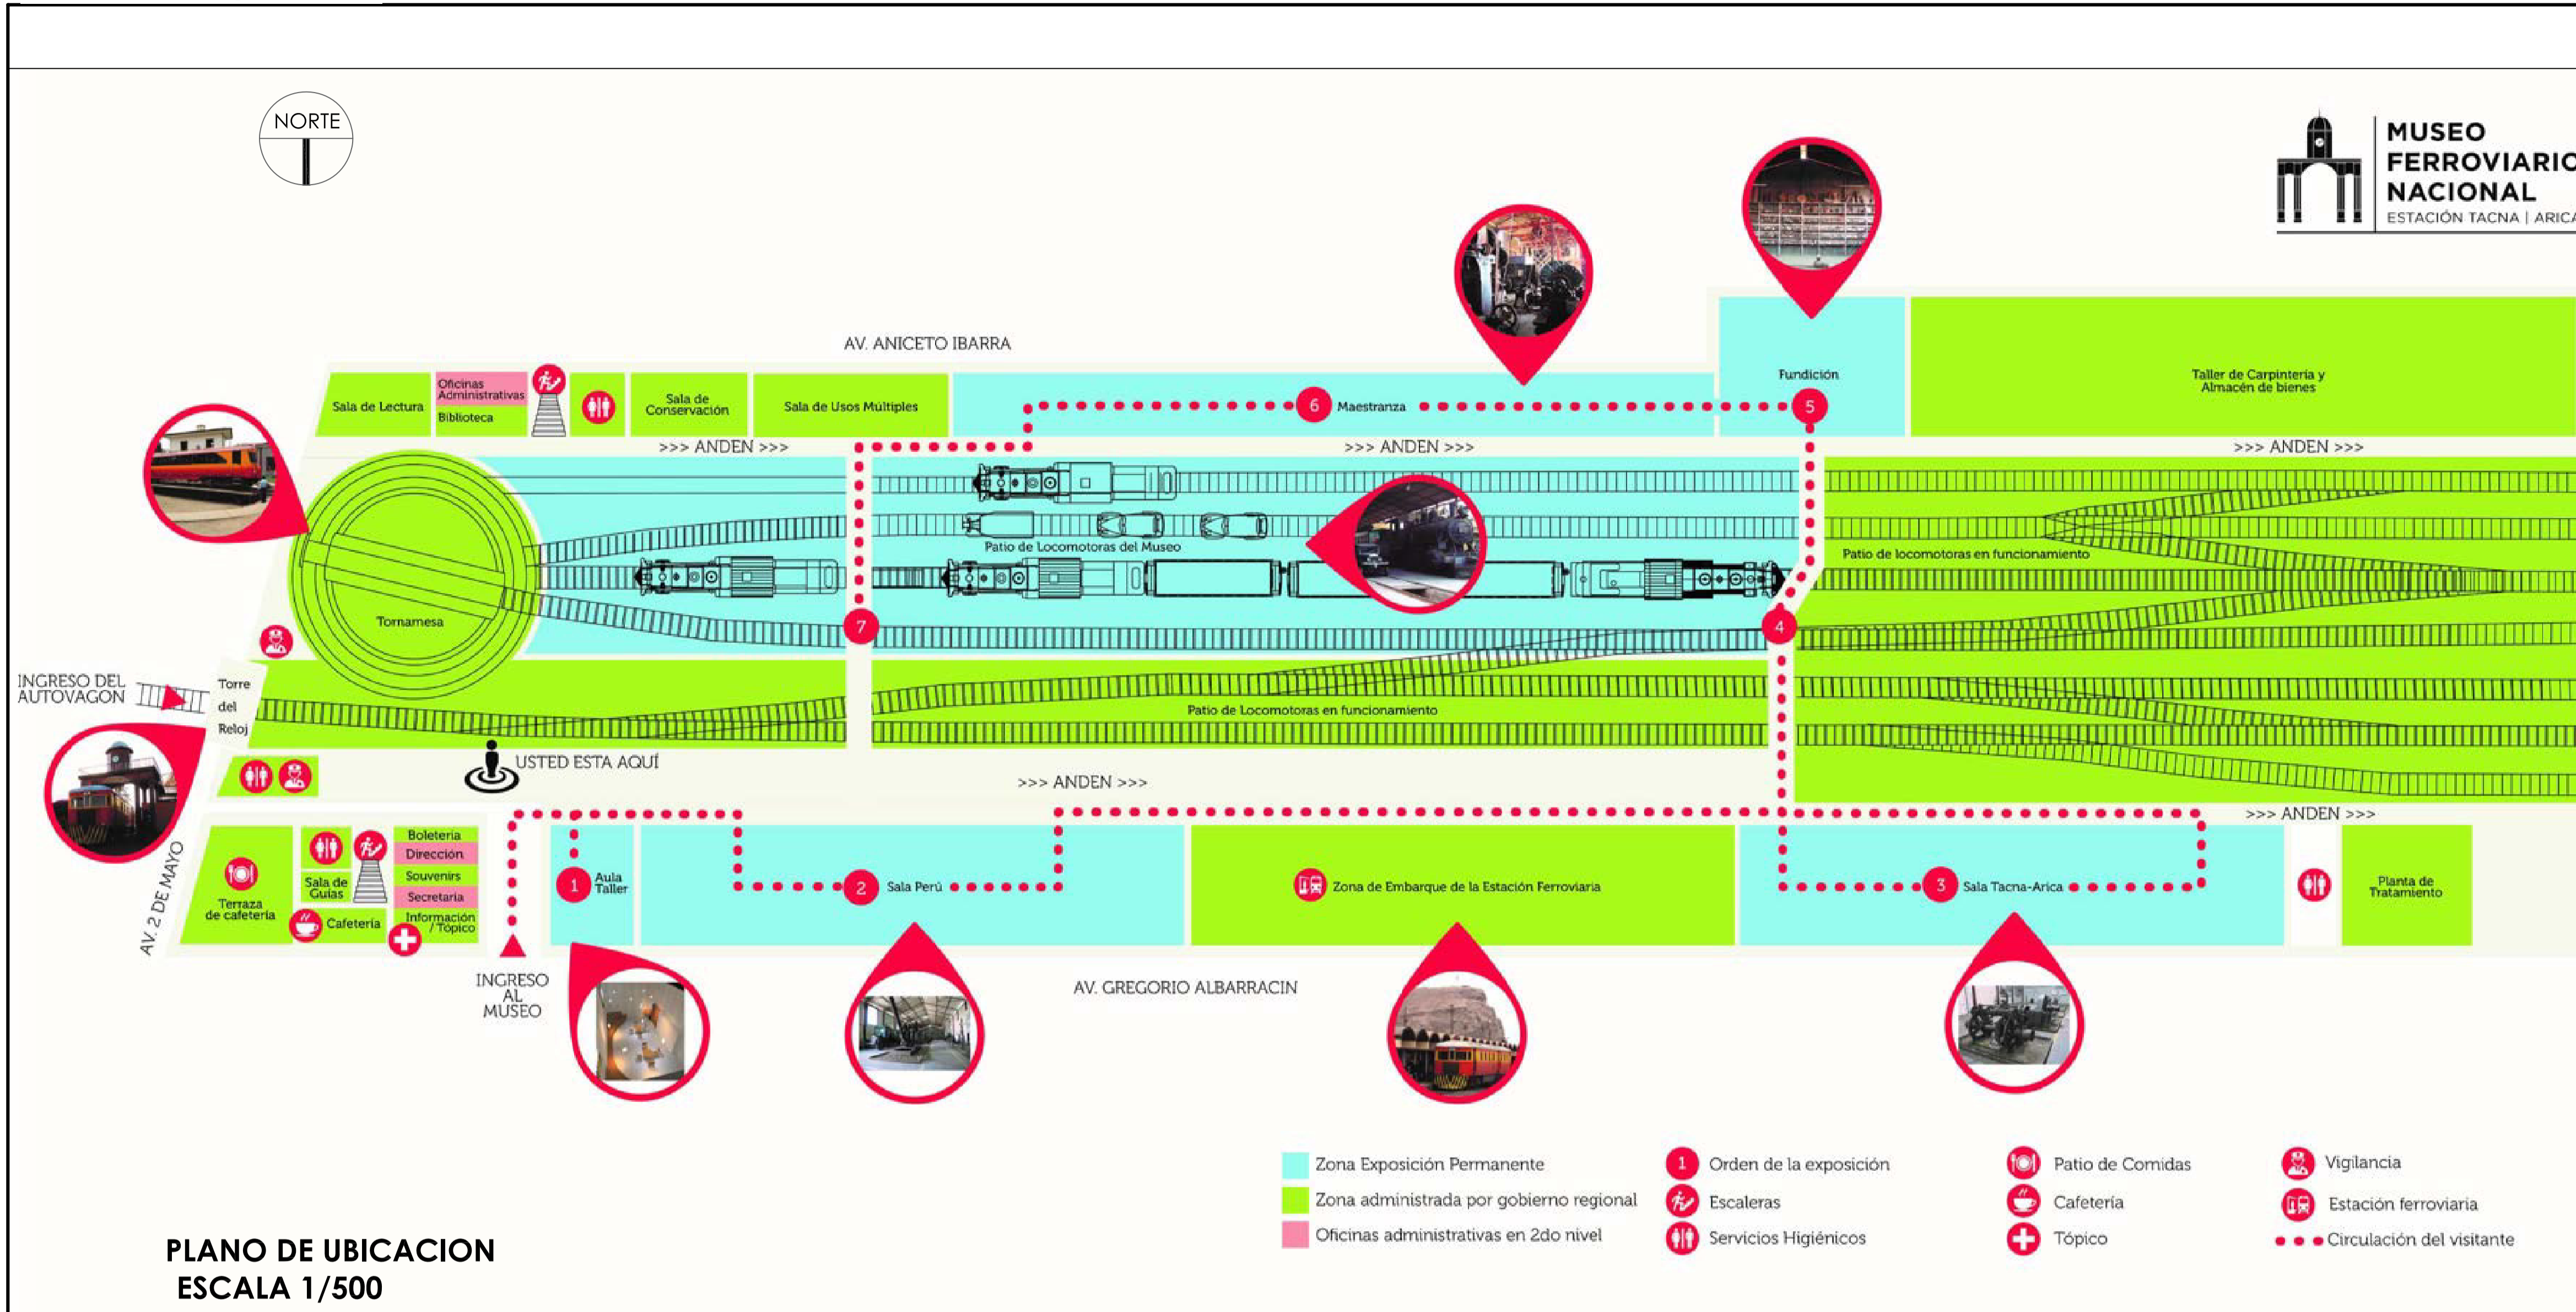 NORTE
MUSEO
FERROVIARIO
NACIONAL
ESTACIÓN TACNA | ARICA
AV. ANICETO IBARRA
Sala de Lectura
Oficinas
Administrativas
Biblioteca
Sala de
Conservación
Sala de Usos Múltiples
6
Maestranza
Fundición
5
Taller de Carpintería y
Almacén de bienes
>>> ANDEN >>>
>>> ANDEN >>>
>>> ANDEN >>>
Patio de Locomotoras del Museo
Patio de locomotoras en funcionamiento
Tornamesa
7
4
INGRESO DEL
AUTOVAGON
Torre
del
Reloj
Patio de Locomotoras en funcionamiento
USTED ESTA AQUÍ
>>> ANDEN >>>
>>> ANDEN >>>
AV. 2 DE MAYO
Terraza
de cafetería
Sala de
Guías
Cafetería
Boletería
Dirección
Souvenirs
Secretaria
Información
/ Tópico
1
Aula
Taller
2
Sala Perú
Zona de Embarque de la Estación Ferroviaria
3
Sala Tacna-Arica
Planta de
Tratamiento
INGRESO
AL
MUSEO
AV. GREGORIO ALBARRACIN
Zona Exposición Permanente
Zona administrada por gobierno regional
Oficinas administrativas en 2do nivel
1
Orden de la exposición
Escaleras
Servicios Higiénicos
Patio de Comidas
Cafetería
Tópico
Vigilancia
Estación ferroviaria
Circulación del visitante
PLANO DE UBICACION
ESCALA 1/500